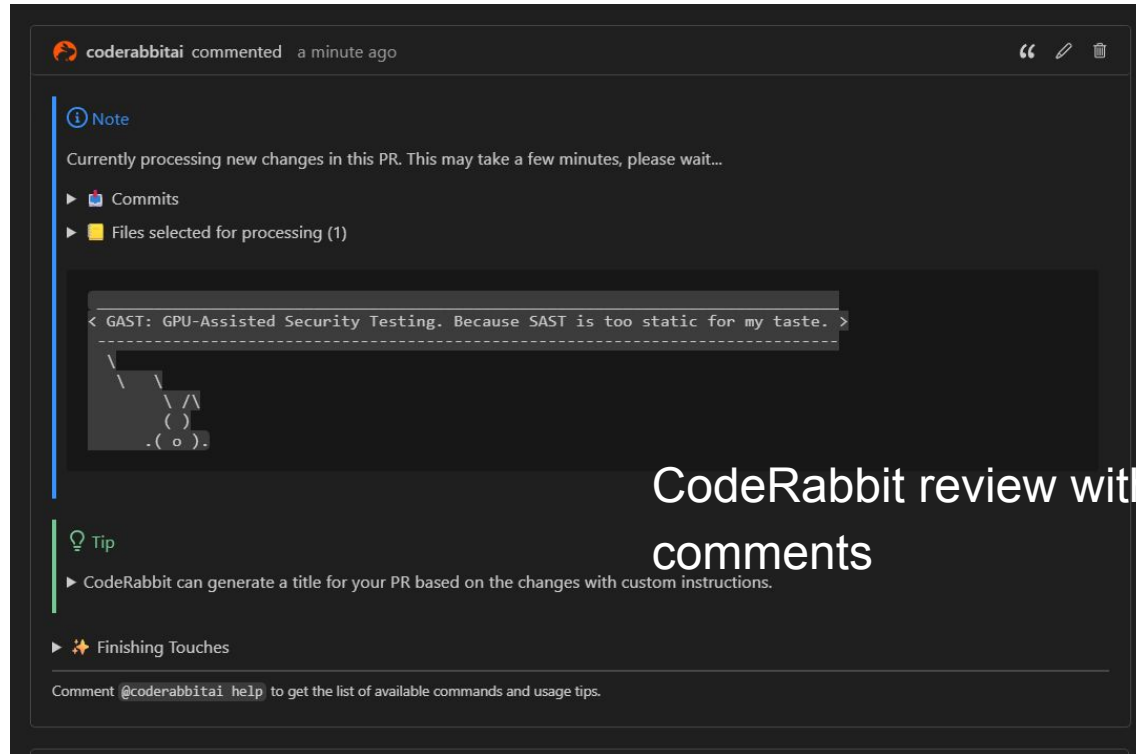 coderabbitai commented a minute ago
Note
Currently processing new changes in this PR. This may take a few minutes, please wait...
Commits
Files selected for processing (1)
_________________________________________________________________________
< GAST: GPU-Assisted Security Testing. Because SAST is too static for my taste. >
-------------------------------------------------------------------------
\
\ \
\ /\
( )
.( o ).
CodeRabbit review with
comments
Tip
CodeRabbit can generate a title for your PR based on the changes with custom instructions.
Finishing Touches
Comment @coderabbitai help to get the list of available commands and usage tips.